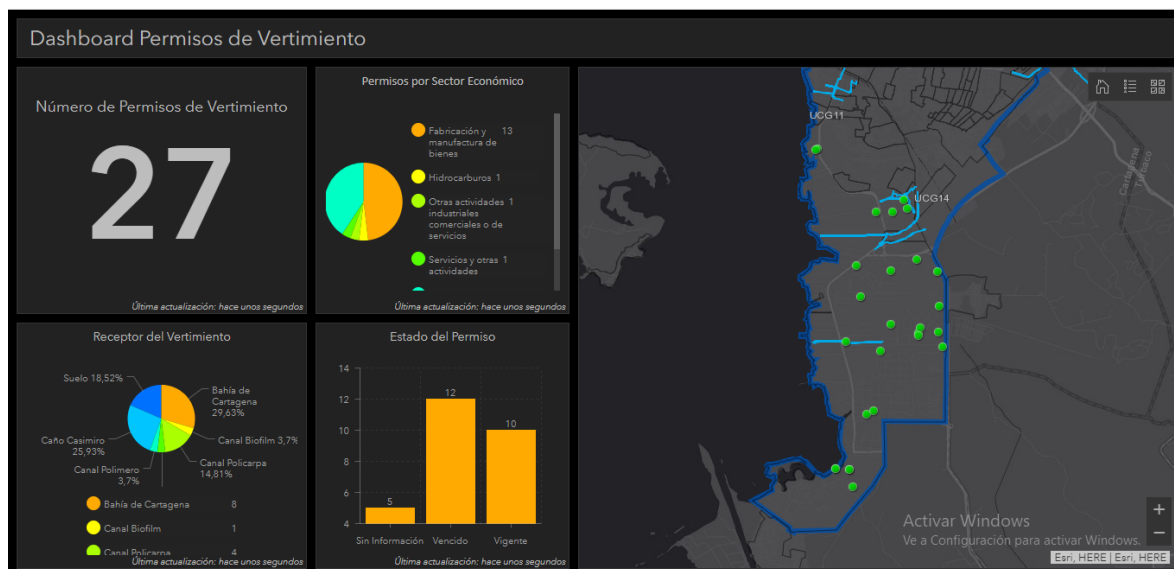 Dashboard Permisos de Vertimiento
Número de Permisos de Vertimiento
27
Última actualización: hace unos segundos
Permisos por Sector Económico
Fabricación y 13
manufactura de
bienes
Hidrocarburos 1
Otras actividades 1
industriales
comerciales o de
servicios
Servicios y otras 1
actividades
Última actualización: hace unos segundos
Receptor del Vertimiento
Suelo 18,52%
Bahía de
Cartagena
29,63%
Caño Casimiro
25,93%
Canal Biofilm 3,7%
Canal Polimero
3,7%
Canal Policarpa
14,81%
Bahía de Cartagena 8
Canal Biofilm 1
Canal Policarpa 4
Última actualización: hace unos segundos
Estado del Permiso
14
12
10
8
6
4
5
12
10
Sin Información Vencido Vigente
Última actualización: hace unos segundos
UCG11
UCG14
Cartagena
Turbaco
Activar Windows
Ve a Configuración para activar Windows.
+
−
Esri, HERE | Esri, HERE